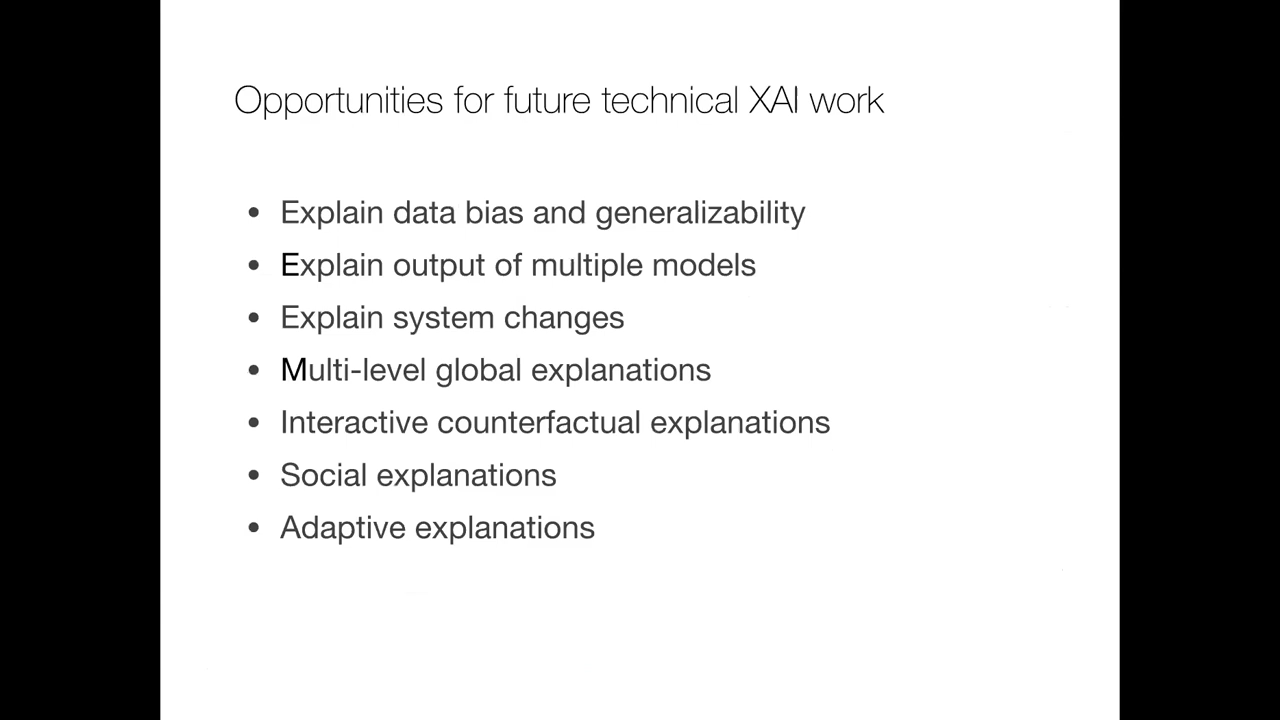 Opportunities for future technical XAI work
• Explain data bias and generalizability
• Explain output of multiple models
• Explain system changes
• Multi-level global explanations
• Interactive counterfactual explanations
• Social explanations
• Adaptive explanations